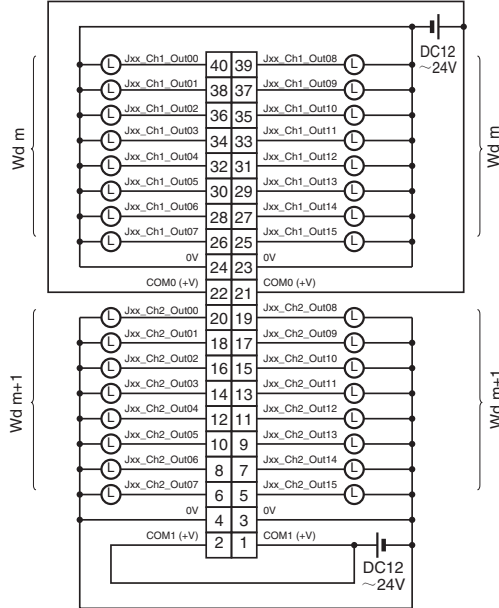 DC12
～24V
Wd m
Wd m
L Jxx_Ch1_Out00 40 39 Jxx_Ch1_Out08 L
L Jxx_Ch1_Out01 38 37 Jxx_Ch1_Out09 L
L Jxx_Ch1_Out02 36 35 Jxx_Ch1_Out10 L
L Jxx_Ch1_Out03 34 33 Jxx_Ch1_Out11 L
L Jxx_Ch1_Out04 32 31 Jxx_Ch1_Out12 L
L Jxx_Ch1_Out05 30 29 Jxx_Ch1_Out13 L
L Jxx_Ch1_Out06 28 27 Jxx_Ch1_Out14 L
L Jxx_Ch1_Out07 26 25 Jxx_Ch1_Out15 L
0V 24 23 0V
COM0 (+V) 22 21 COM0 (+V)
Wd m+1
Wd m+1
L Jxx_Ch2_Out00 20 19 Jxx_Ch2_Out08 L
L Jxx_Ch2_Out01 18 17 Jxx_Ch2_Out09 L
L Jxx_Ch2_Out02 16 15 Jxx_Ch2_Out10 L
L Jxx_Ch2_Out03 14 13 Jxx_Ch2_Out11 L
L Jxx_Ch2_Out04 12 11 Jxx_Ch2_Out12 L
L Jxx_Ch2_Out05 10 9 Jxx_Ch2_Out13 L
L Jxx_Ch2_Out06 8 7 Jxx_Ch2_Out14 L
L Jxx_Ch2_Out07 6 5 Jxx_Ch2_Out15 L
0V 4 3 0V
COM1 (+V) 2 1 COM1 (+V)
DC12
～24V